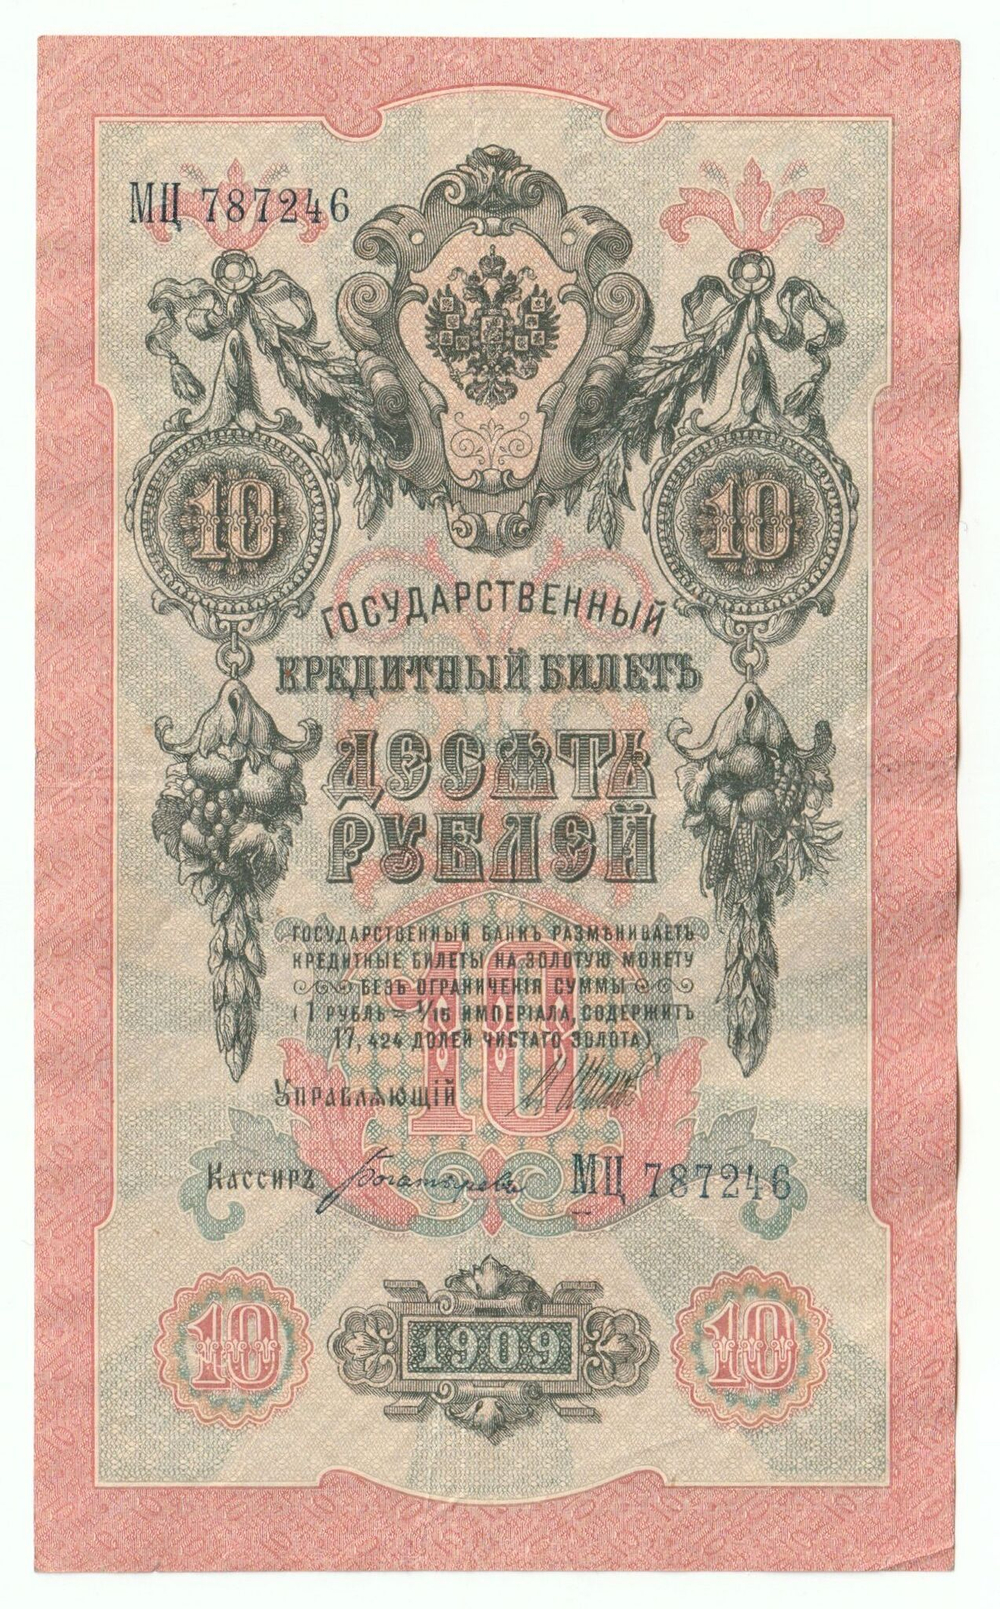 МЦ 787246
10 10
ГОСУДАРСТВЕННЫЙ
КРЕДИТНЫЙ БИЛЕТЪ
ДЕСЯТЬ
РУБЛЕЙ
ГОСУДАРСТВЕННЫЙ БАНКЪ РАЗМѢНИВАЕТЪ
КРЕДИТНЫЕ БИЛЕТЫ НА ЗОЛОТУЮ МОНЕТУ
БЕЗЪ ОГРАНИЧЕНІЯ СУММЫ
(1 РУБЛЬ = 1/15 ИМПЕРІАЛА, СОДЕРЖИТЪ
17,424 ДОЛЕЙ ЧИСТАГО ЗОЛОТА)
10
УПРАВЛЯЮЩІЙ
КАССИРЪ Богатыревъ МЦ 787246
10 1909 10